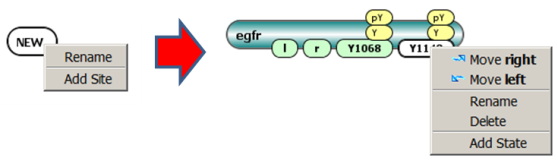 NEW
Rename
Add Site
pY
pY
Y
Y
egfr
l
r
Y1068
Move right
Move left
Rename
Delete
Add State